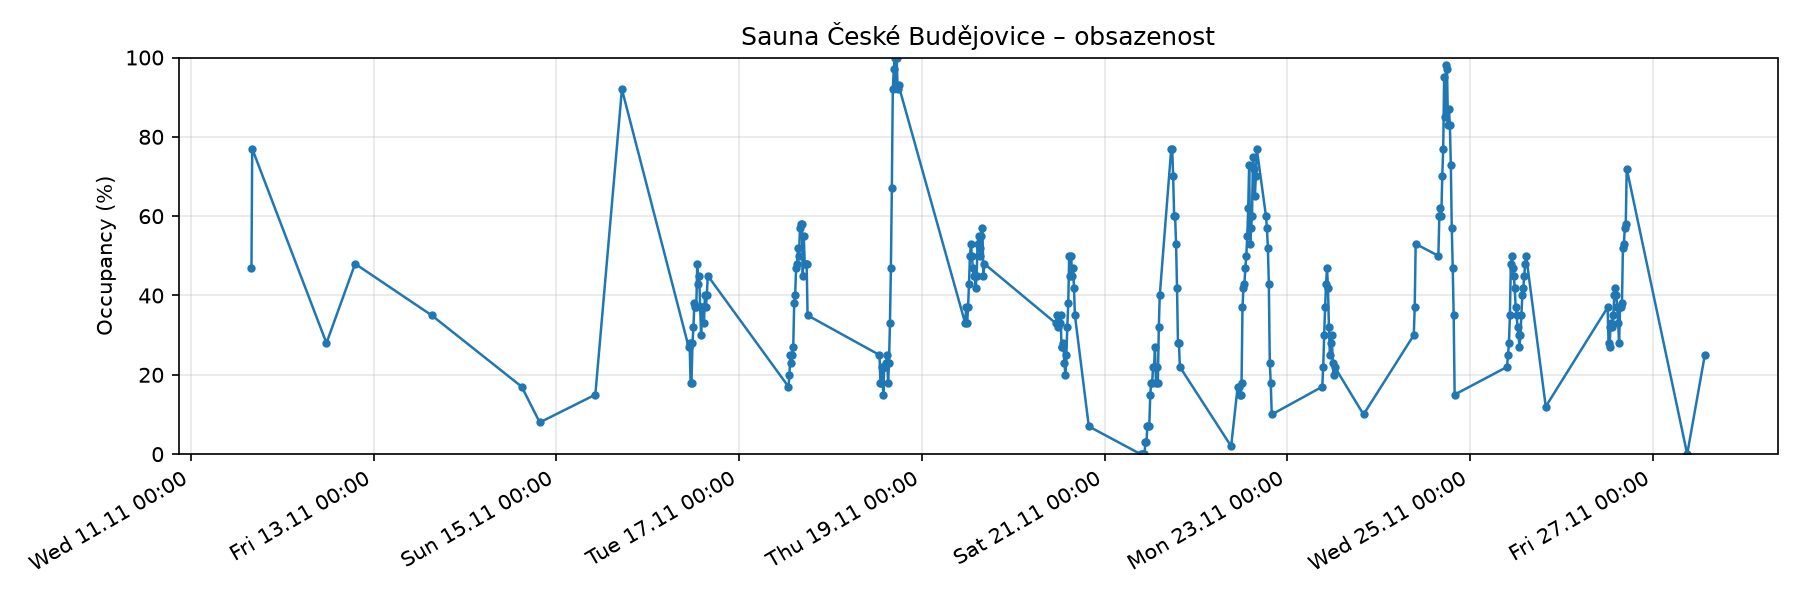 Sauna České Budějovice – obsazenost
Occupancy (%)
100
80
60
40
20
0
Wed 11.11 00:00
Fri 13.11 00:00
Sun 15.11 00:00
Tue 17.11 00:00
Thu 19.11 00:00
Sat 21.11 00:00
Mon 23.11 00:00
Wed 25.11 00:00
Fri 27.11 00:00